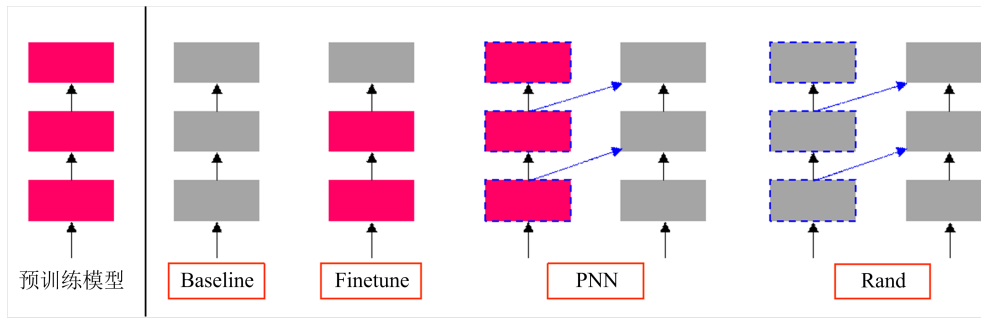 预训练模型
Baseline
Finetune
PNN
Rand